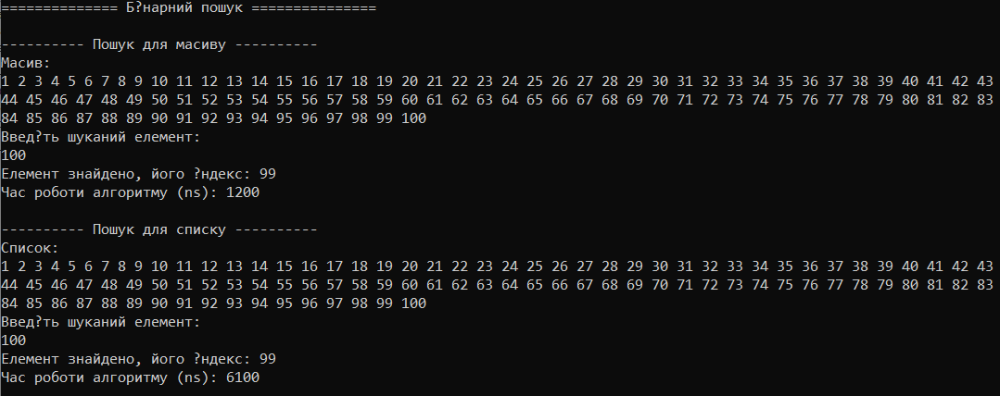 ============== Б?нарний пошук ===============
---------- Пошук для масиву ----------
Масив:
1 2 3 4 5 6 7 8 9 10 11 12 13 14 15 16 17 18 19 20 21 22 23 24 25 26 27 28 29 30 31 32 33 34 35 36 37 38 39 40 41 42 43
44 45 46 47 48 49 50 51 52 53 54 55 56 57 58 59 60 61 62 63 64 65 66 67 68 69 70 71 72 73 74 75 76 77 78 79 80 81 82 83
84 85 86 87 88 89 90 91 92 93 94 95 96 97 98 99 100
Введ?ть шуканий елемент:
100
Елемент знайдено, його ?ндекс: 99
Час роботи алгоритму (ns): 1200
---------- Пошук для списку ----------
Список:
1 2 3 4 5 6 7 8 9 10 11 12 13 14 15 16 17 18 19 20 21 22 23 24 25 26 27 28 29 30 31 32 33 34 35 36 37 38 39 40 41 42 43
44 45 46 47 48 49 50 51 52 53 54 55 56 57 58 59 60 61 62 63 64 65 66 67 68 69 70 71 72 73 74 75 76 77 78 79 80 81 82 83
84 85 86 87 88 89 90 91 92 93 94 95 96 97 98 99 100
Введ?ть шуканий елемент:
100
Елемент знайдено, його ?ндекс: 99
Час роботи алгоритму (ns): 6100